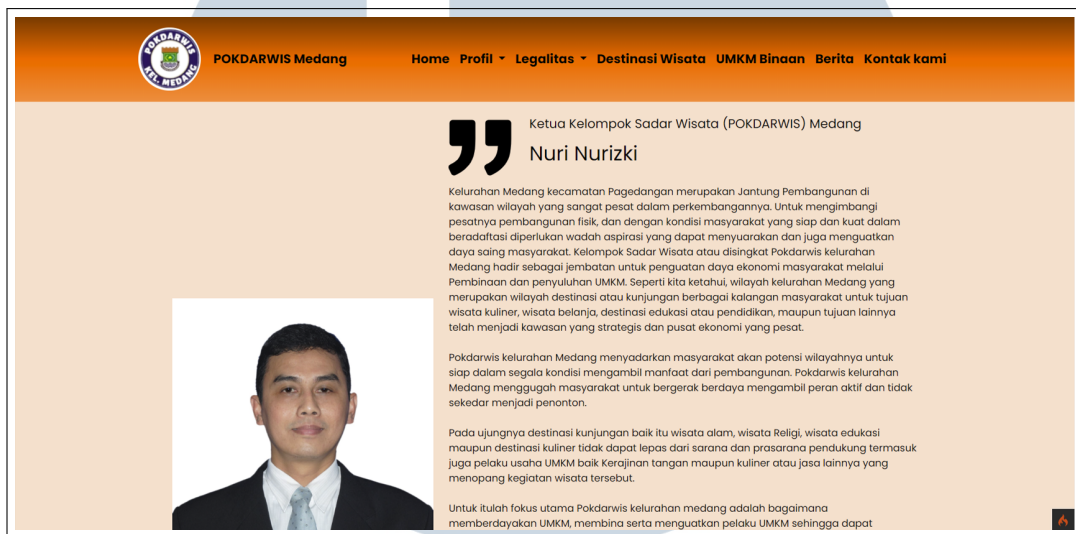 POKDARWIS
KEL. MEDANG
POKDARWIS Medang
Home Profil Legalitas Destinasi Wisata UMKM Binaan Berita Kontak kami
Ketua Kelompok Sadar Wisata (POKDARWIS) Medang
Nuri Nurizki
Kelurahan Medang kecamatan Pagedangan merupakan Jantung Pembangunan di
kawasan wilayah yang sangat pesat dalam perkembangannya. Untuk mengimbangi
pesatnya pembangunan fisik, dan dengan kondisi masyarakat yang siap dan kuat dalam
beradaftasi diperlukan wadah aspirasi yang dapat menyuarakan dan juga menguatkan
daya saing masyarakat. Kelompok Sadar Wisata atau disingkat Pokdarwis kelurahan
Medang hadir sebagai jembatan untuk penguatan daya ekonomi masyarakat melalui
Pembinaan dan penyuluhan UMKM. Seperti kita ketahui, wilayah kelurahan Medang yang
merupakan wilayah destinasi atau kunjungan berbagai kalangan masyarakat untuk tujuan
wisata kuliner, wisata belanja, destinasi edukasi atau pendidikan, maupun tujuan lainnya
telah menjadi kawasan yang strategis dan pusat ekonomi yang pesat.
Pokdarwis kelurahan Medang menyadarkan masyarakat akan potensi wilayahnya untuk
siap dalam segala kondisi mengambil manfaat dari pembangunan. Pokdarwis kelurahan
Medang menggugah masyarakat untuk bergerak berdaya mengambil peran aktif dan tidak
sekedar menjadi penonton.
Pada ujungnya destinasi kunjungan baik itu wisata alam, wisata Religi, wisata edukasi
maupun destinasi kuliner tidak dapat lepas dari sarana dan prasarana pendukung termasuk
juga pelaku usaha UMKM baik Kerajinan tangan maupun kuliner atau jasa lainnya yang
menopang kegiatan wisata tersebut.
Untuk itulah fokus utama Pokdarwis kelurahan medang adalah bagaimana
memberdayakan UMKM, membina serta menguatkan pelaku UMKM sehingga dapat